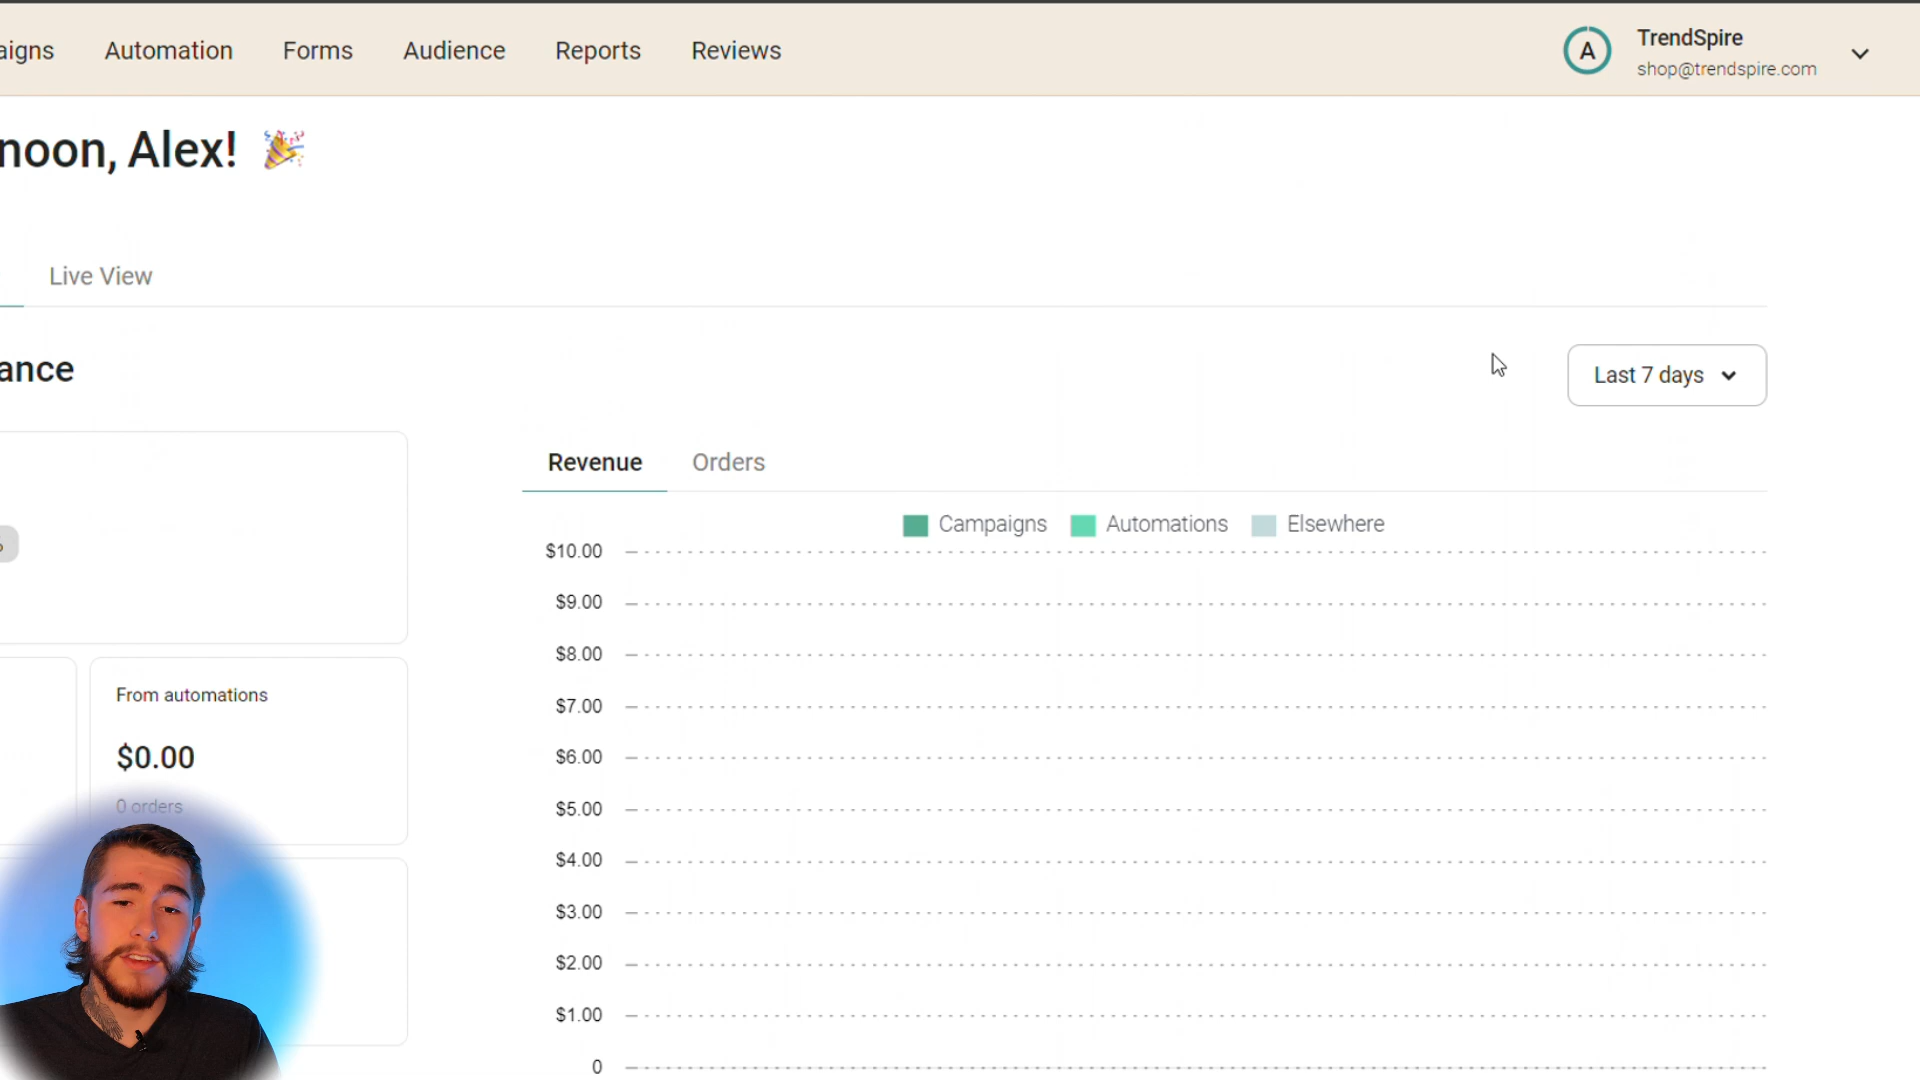 aigns Automation Forms Audience Reports Reviews
A
TrendSpire
shop@trendspire.com
noon, Alex!
Live View
ance
Last 7 days
Revenue Orders
Campaigns Automations Elsewhere
$10.00
$9.00
$8.00
$7.00
$6.00
$5.00
$4.00
$3.00
$2.00
$1.00
0
From automations
$0.00
0 orders